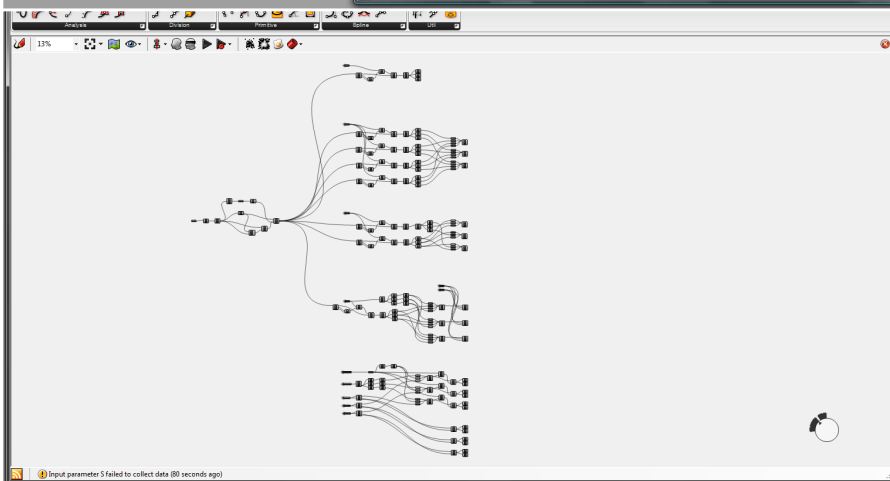 Analysis
Division
Primitive
Spline
Util
13%
Input parameter S failed to collect data (80 seconds ago)